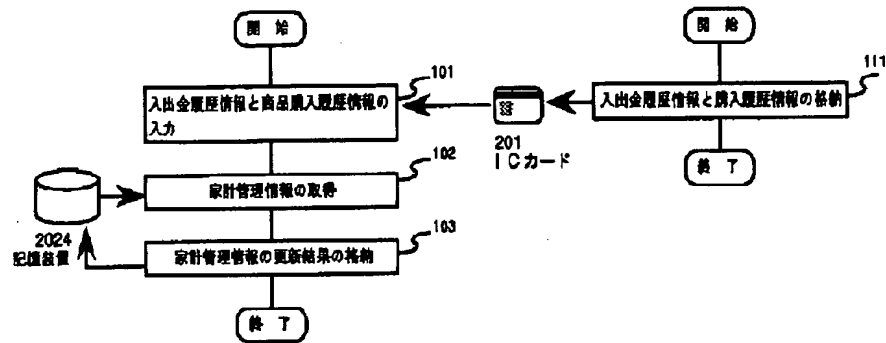 開 始
101
入出金履歴情報と商品購入履歴情報の
入力
102
家計管理情報の取得
2024
記憶装置
103
家計管理情報の更新結果の格納
終 了
201
ICカード
開 始
111
入出金履歴情報と購入履歴情報の格納
終 了